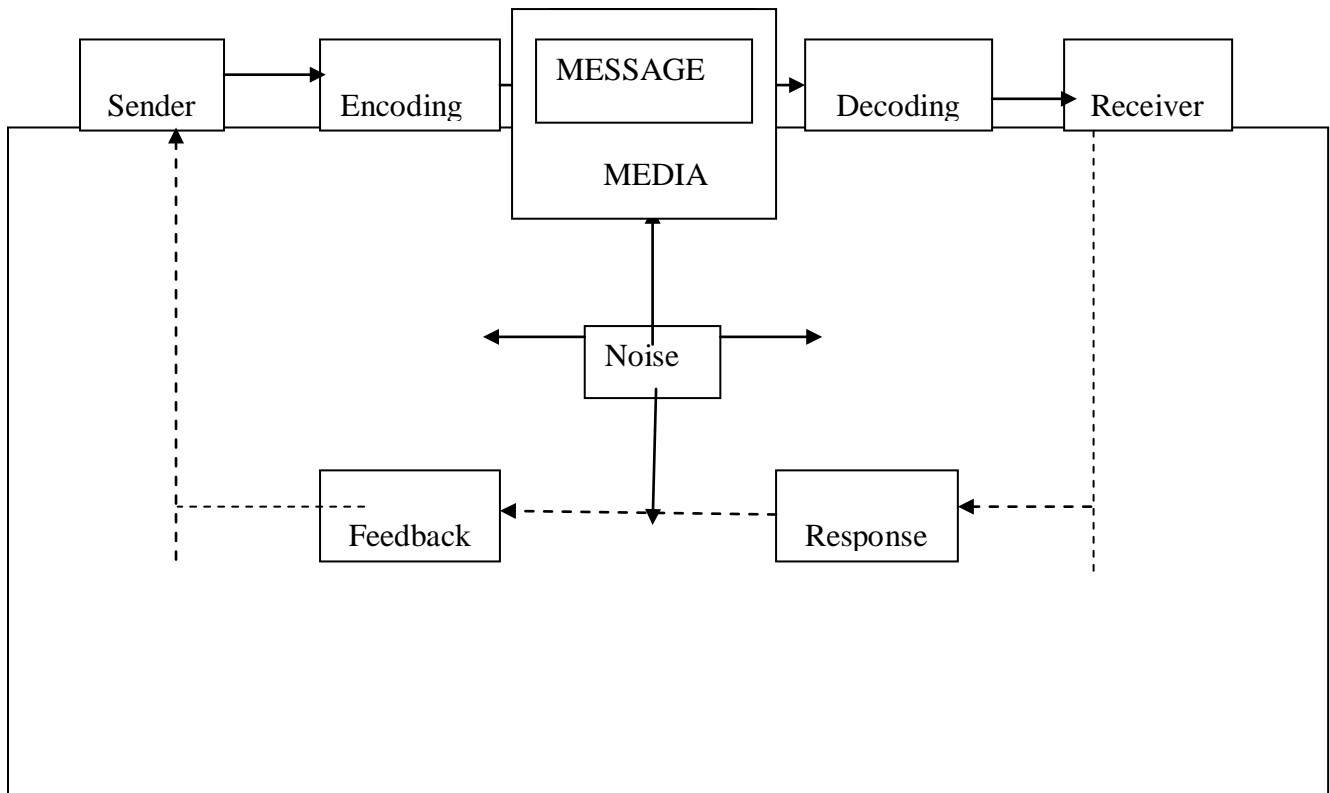 MESSAGE
Sender
Encoding
Decoding
Receiver
MEDIA
Noise
Feedback
Response